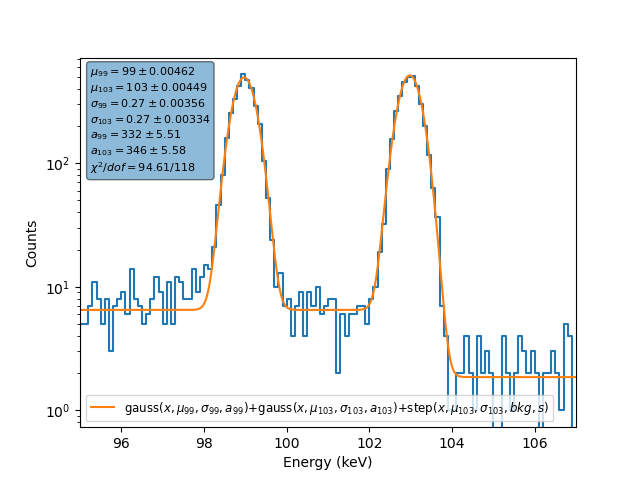 μ₉₉ = 99 ± 0.00462
μ₁₀₃ = 103 ± 0.00449
σ₉₉ = 0.27 ± 0.00356
σ₁₀₃ = 0.27 ± 0.00334
a₉₉ = 332 ± 5.51
a₁₀₃ = 346 ± 5.58
χ²/dof = 94.61/118
10²
10¹
10⁰
Counts
gauss(x, μ₉₉, σ₉₉, a₉₉)+gauss(x, μ₁₀₃, σ₁₀₃, a₁₀₃)+step(x, μ₁₀₃, σ₁₀₃, bkg, s)
96 98 100 102 104 106
Energy (keV)